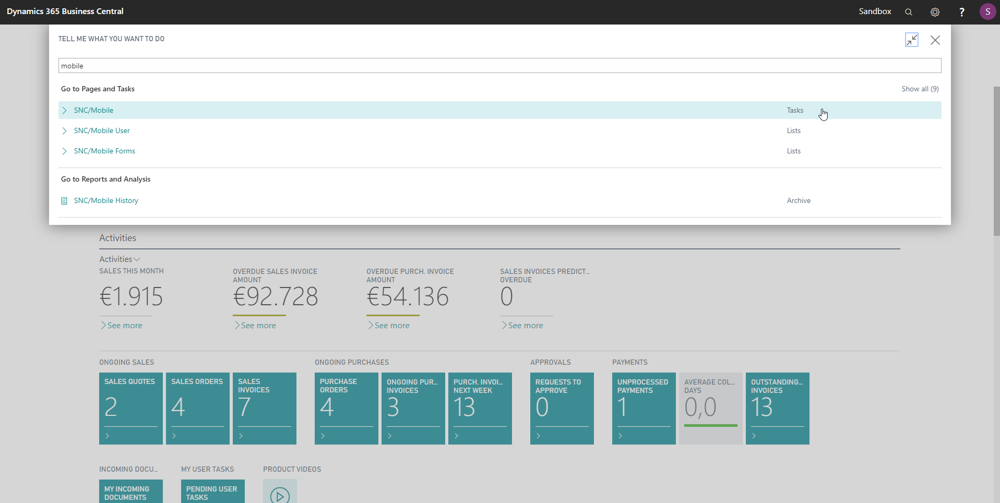 Dynamics 365 Business Central
Sandbox
?
S
TELL ME WHAT YOU WANT TO DO
mobile
Go to Pages and Tasks
Show all (9)
SNC/Mobile
Tasks
SNC/Mobile User
Lists
SNC/Mobile Forms
Lists
Go to Reports and Analysis
SNC/Mobile History
Archive
Activities
Activities
SALES THIS MONTH
€1.915
See more
OVERDUE SALES INVOICE
AMOUNT
€92.728
See more
OVERDUE PURCH. INVOICE
AMOUNT
€54.136
See more
SALES INVOICES PREDICT...
OVERDUE
0
See more
ONGOING SALES
SALES QUOTES
2
SALES ORDERS
4
SALES
INVOICES
7
ONGOING PURCHASES
PURCHASE
ORDERS
4
ONGOING PUR...
INVOICES
3
PURCH. INVOI...
NEXT WEEK
13
APPROVALS
REQUESTS TO
APPROVE
0
PAYMENTS
UNPROCESSED
PAYMENTS
1
AVERAGE COL...
DAYS
0,0
OUTSTANDING...
INVOICES
13
INCOMING DOCU...
MY INCOMING
DOCUMENTS
MY USER TASKS
PENDING USER
TASKS
PRODUCT VIDEOS